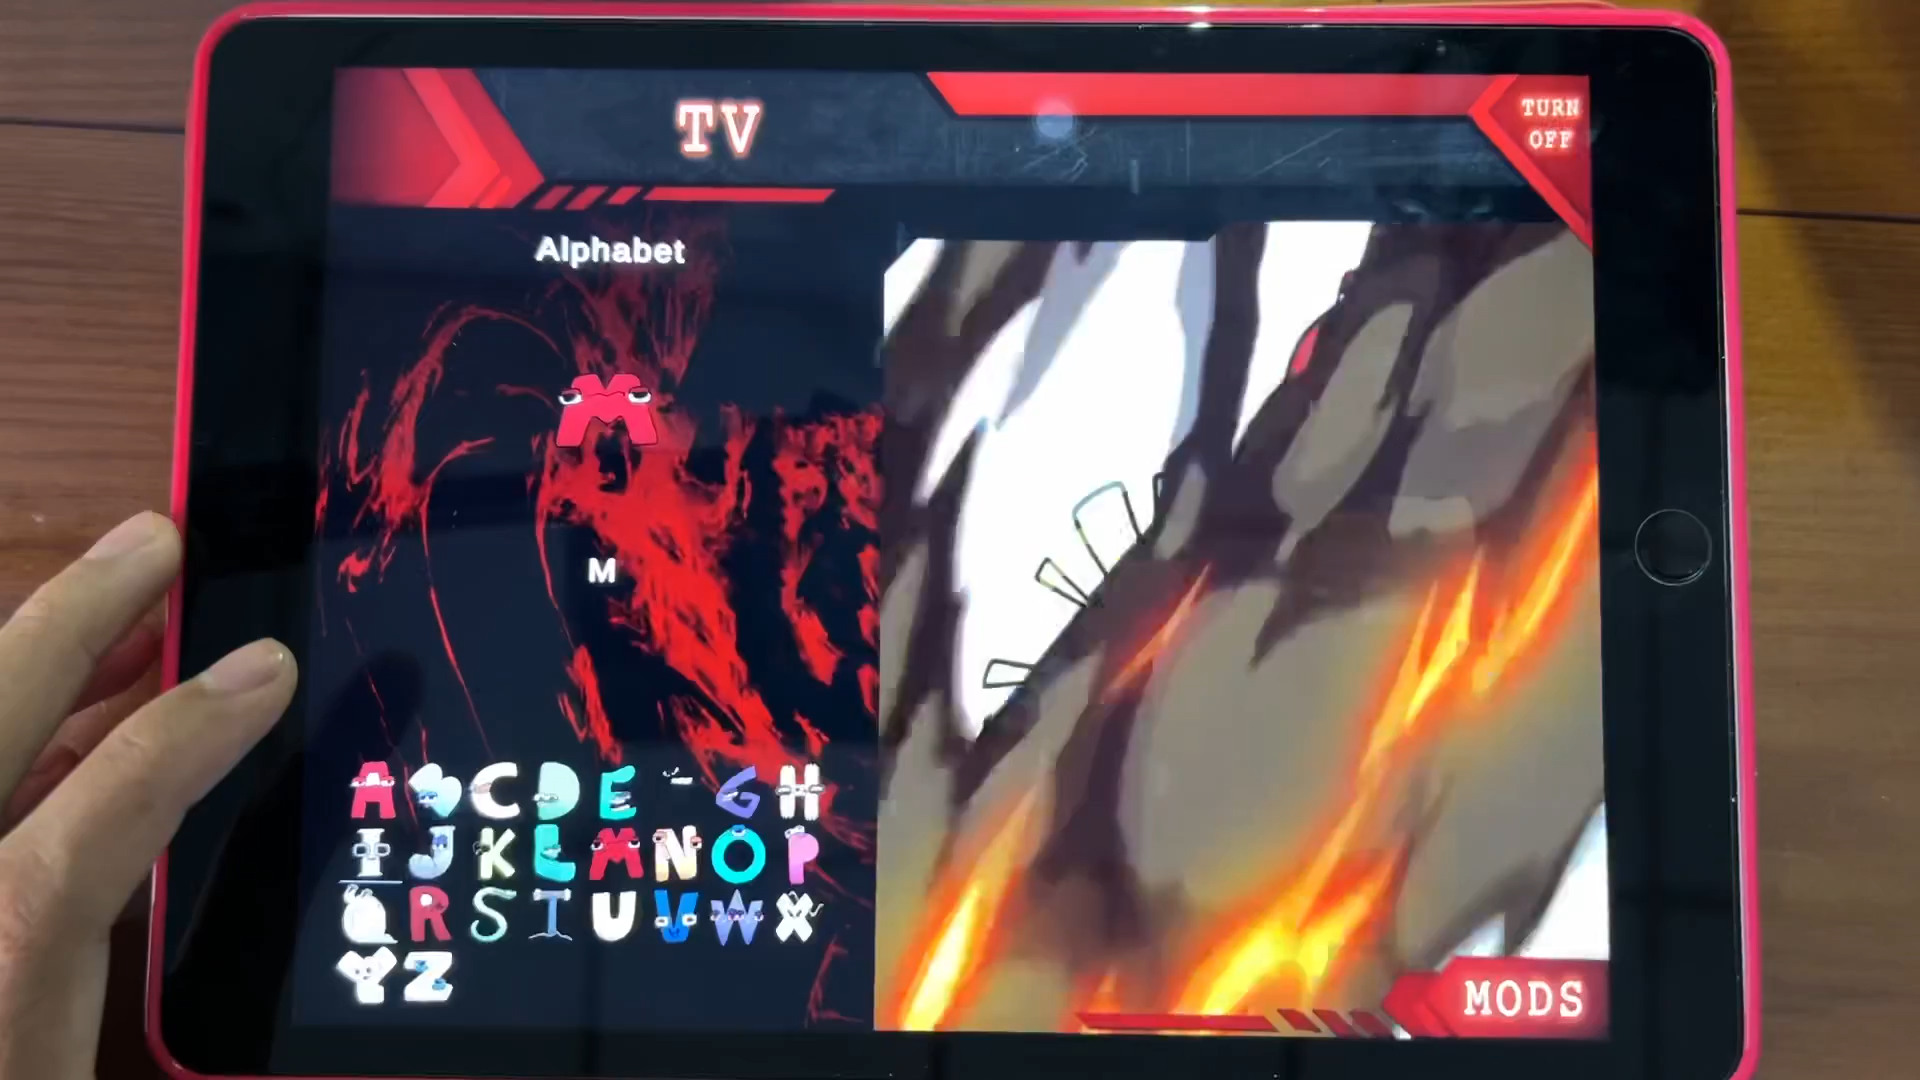 TV
TURN
OFF
Alphabet
M
M
A B C D E G H
I J K L M N O P
Q R S I U V W X
Y Z
MODS